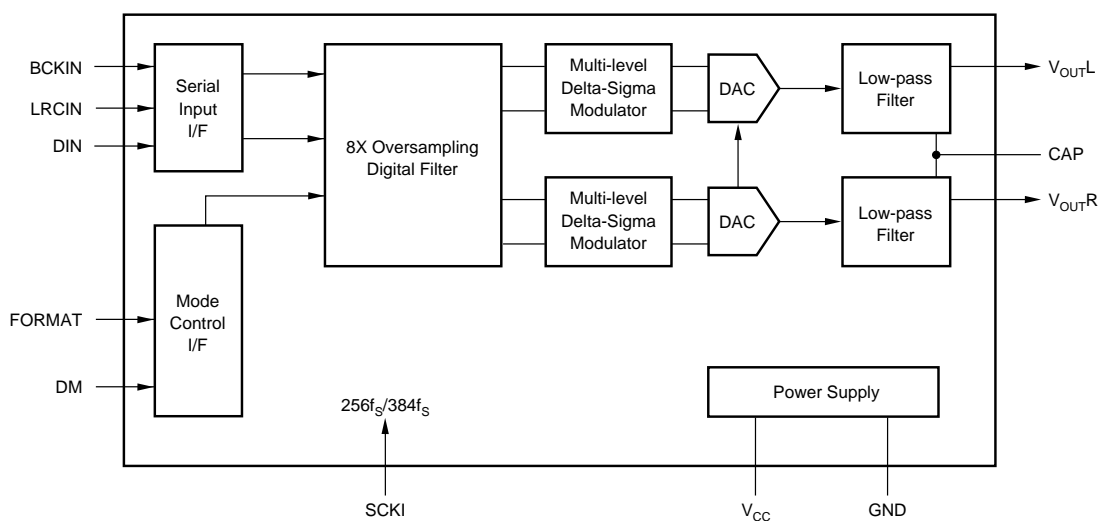 BCKIN
LRCIN
DIN
FORMAT
DM
Serial
Input
I/F
Mode
Control
I/F
8X Oversampling
Digital Filter
Multi-level
Delta-Sigma
Modulator
Multi-level
Delta-Sigma
Modulator
DAC
DAC
Low-pass
Filter
Low-pass
Filter
VOUTL
CAP
VOUTR
256fS/384fS
Power Supply
SCKI
VCC
GND